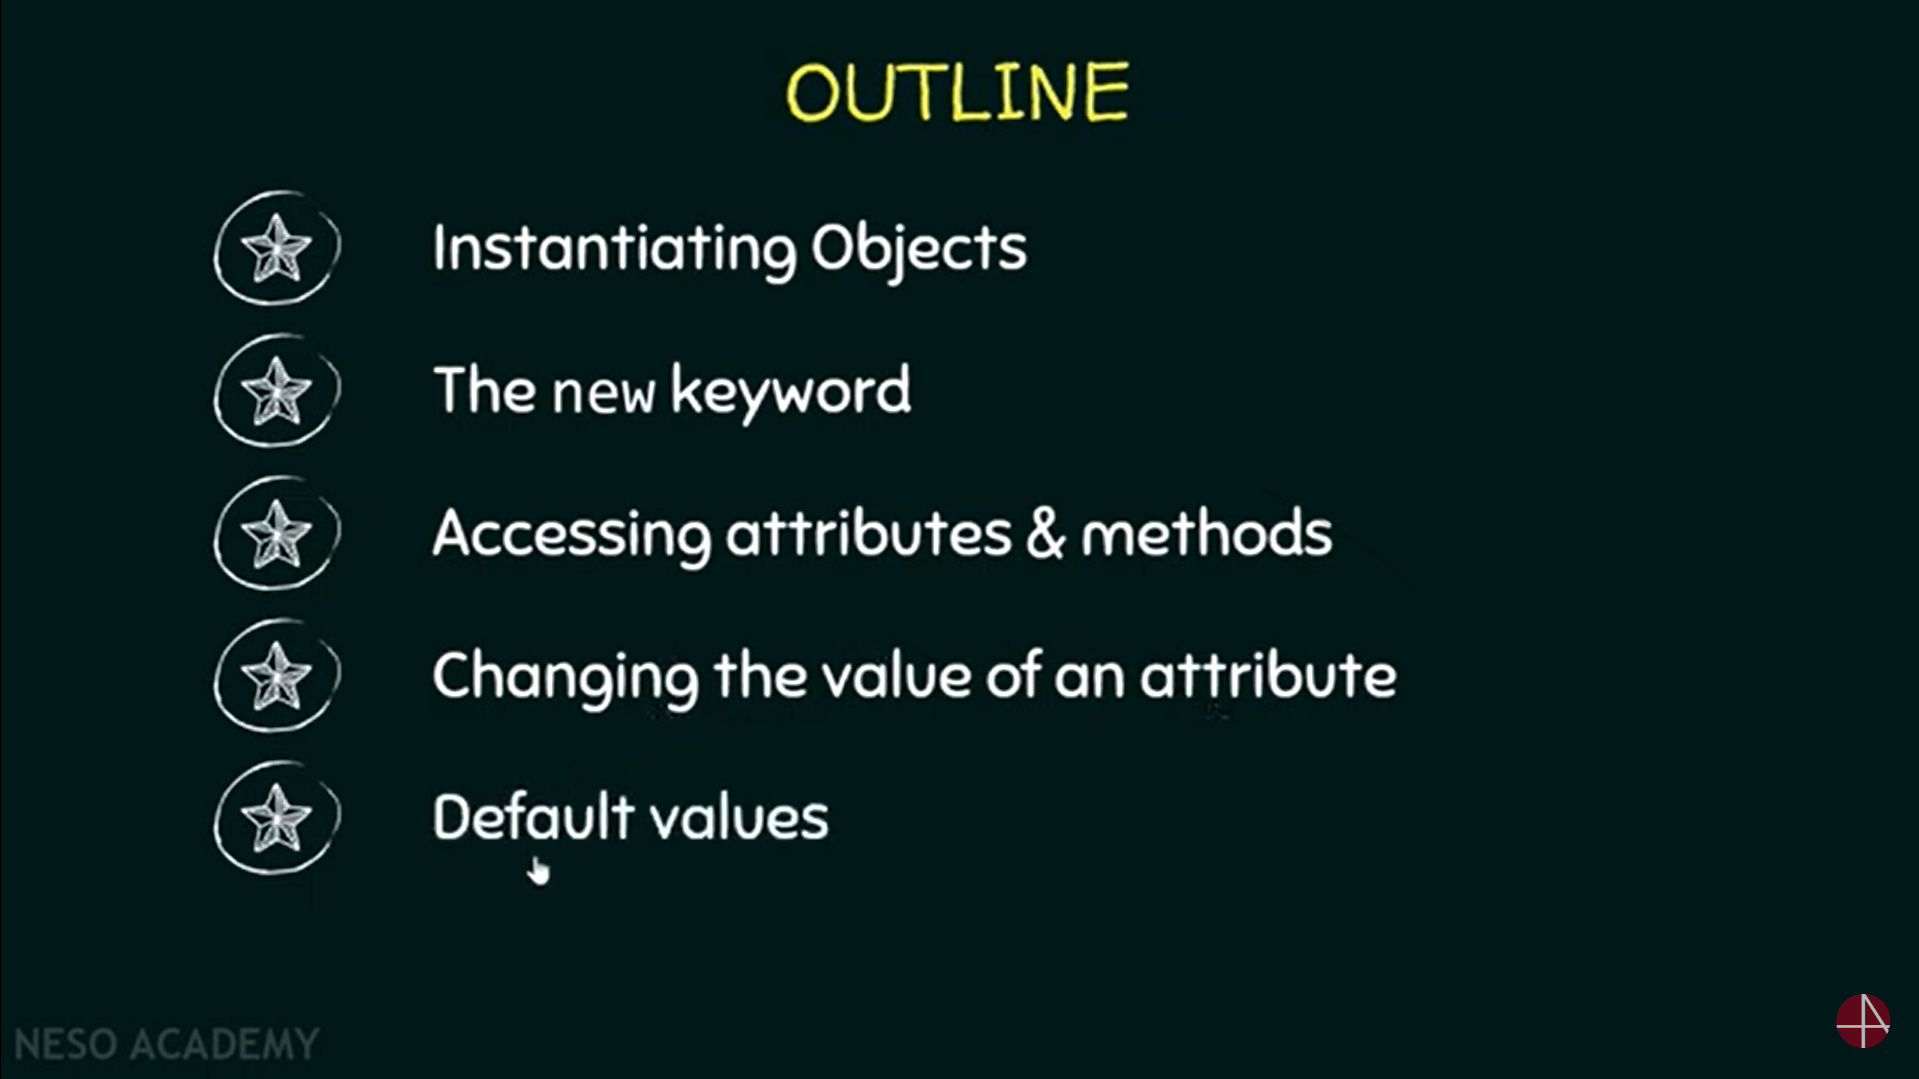 OUTLINE
Instantiating Objects
The new keyword
Accessing attributes & methods
Changing the value of an attribute
Default values
NESO ACADEMY